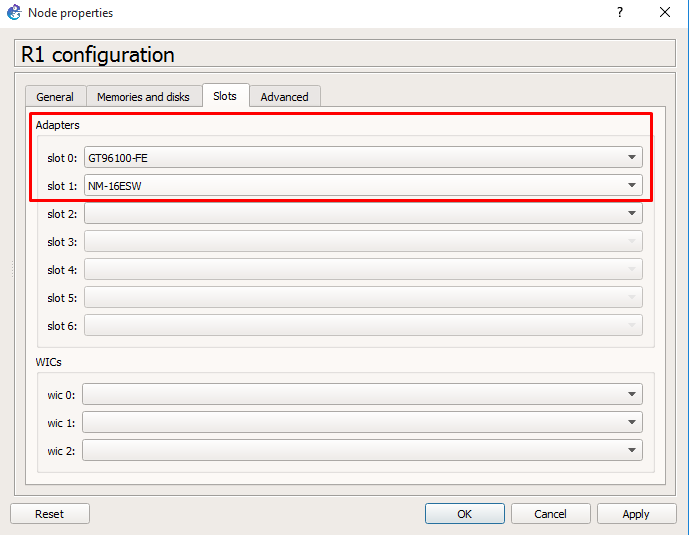 Node properties
?
R1 configuration
General Memories and disks Slots Advanced
Adapters
slot 0: GT96100-FE
slot 1: NM-16ESW
slot 2:
slot 3:
slot 4:
slot 5:
slot 6:
WICs
wic 0:
wic 1:
wic 2:
Reset OK Cancel Apply